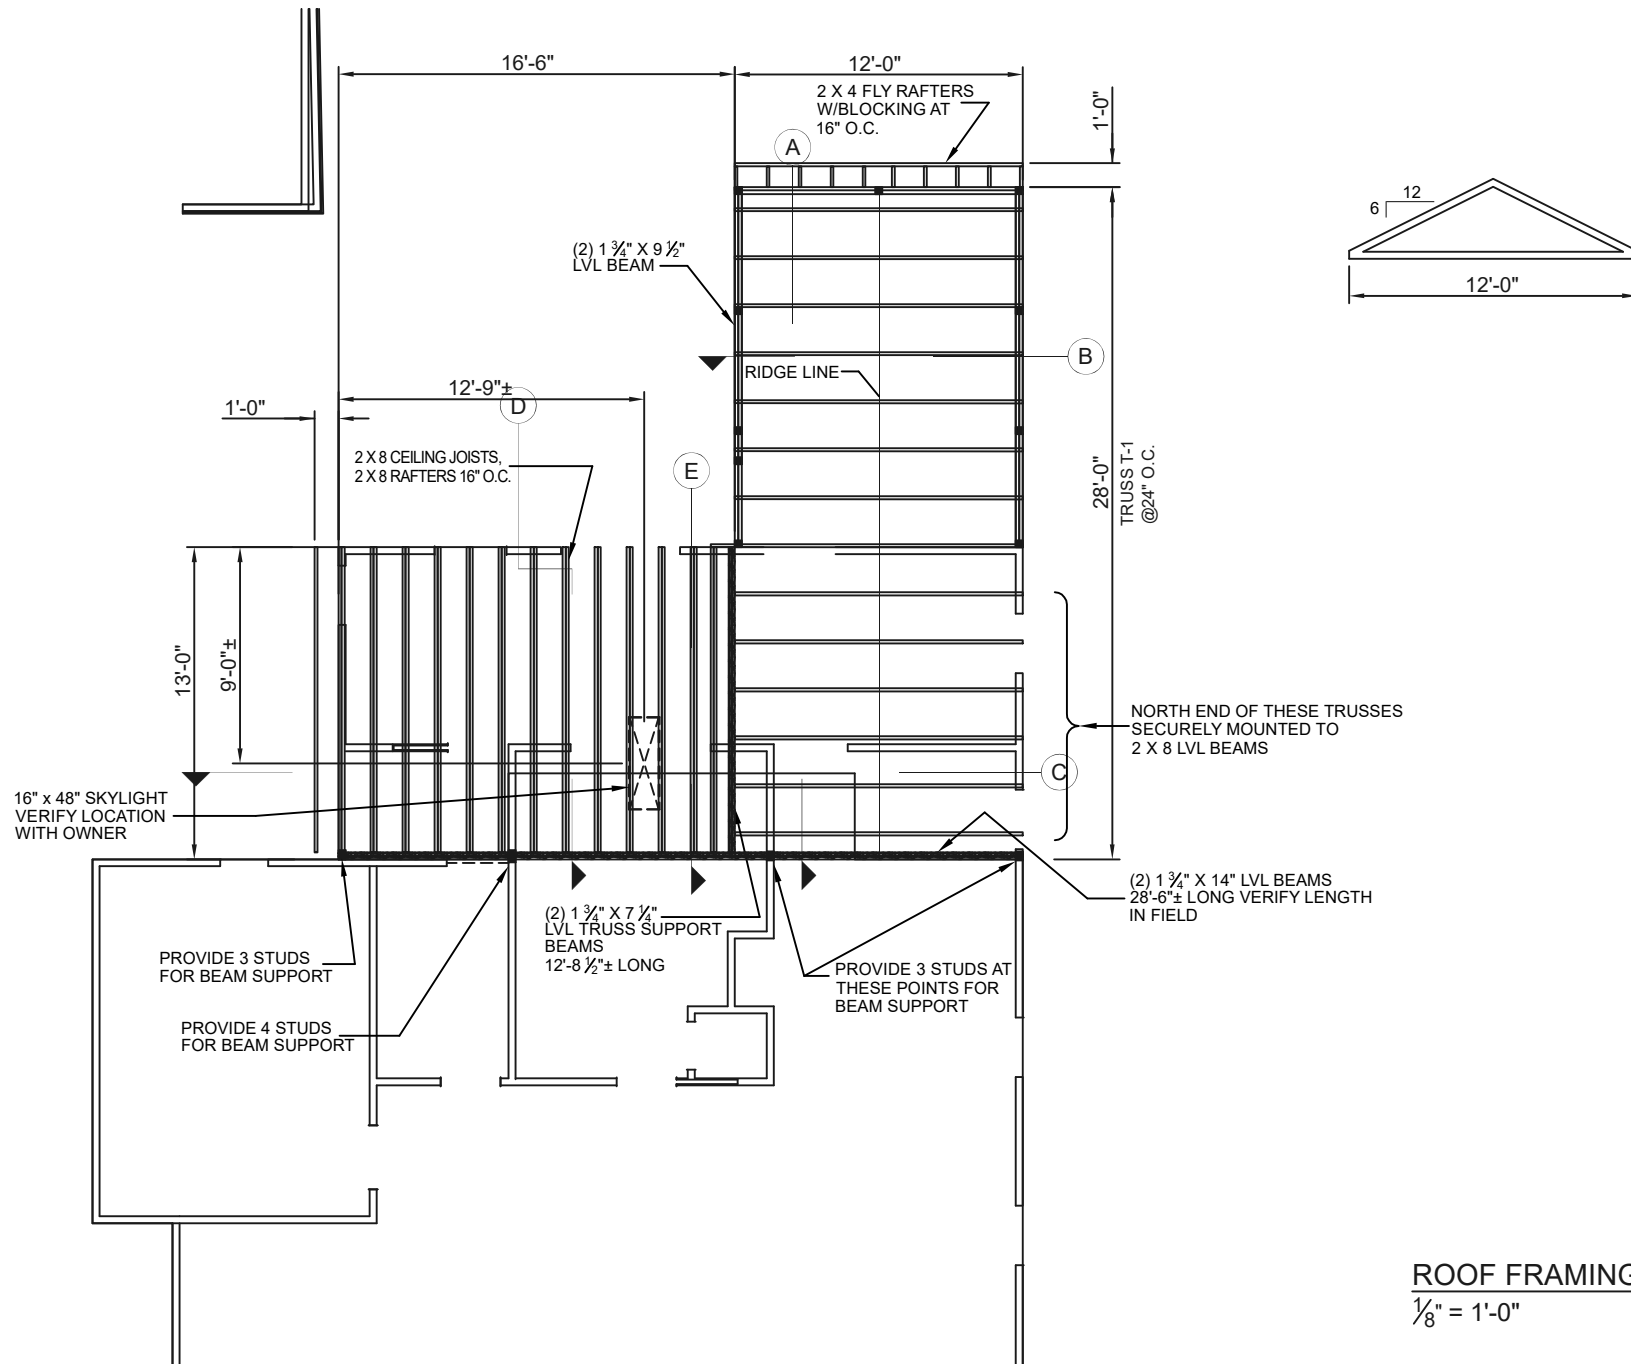 16'-6"
12'-0"
2 X 4 FLY RAFTERS
W/BLOCKING AT
16" O.C.
1'-0"
A
12
6
12'-0"
(2) 1 ¾" X 9 ½"
LVL BEAM
B
RIDGE LINE
12'-9"±
D
1'-0"
2 X 8 CEILING JOISTS,
2 X 8 RAFTERS 16" O.C.
E
28'-0"
TRUSS T-1
@24" O.C.
13'-0"
9'-0"±
NORTH END OF THESE TRUSSES
SECURELY MOUNTED TO
2 X 8 LVL BEAMS
C
16" x 48" SKYLIGHT
VERIFY LOCATION
WITH OWNER
(2) 1 ¾" X 14" LVL BEAMS
28'-6"± LONG VERIFY LENGTH
IN FIELD
(2) 1 ¾" X 7 ¼"
LVL TRUSS SUPPORT
BEAMS
12'-8 ½"± LONG
PROVIDE 3 STUDS
FOR BEAM SUPPORT
PROVIDE 3 STUDS AT
THESE POINTS FOR
BEAM SUPPORT
PROVIDE 4 STUDS
FOR BEAM SUPPORT
ROOF FRAMING
⅛" = 1'-0"